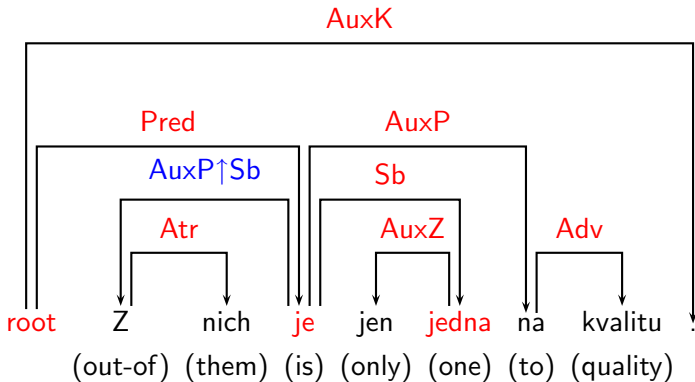 AuxK
Pred AuxP
AuxP↑Sb Sb
Atr AuxZ Adv
root Z nich je jen jedna na kvalitu .
(out-of) (them) (is) (only) (one) (to) (quality)